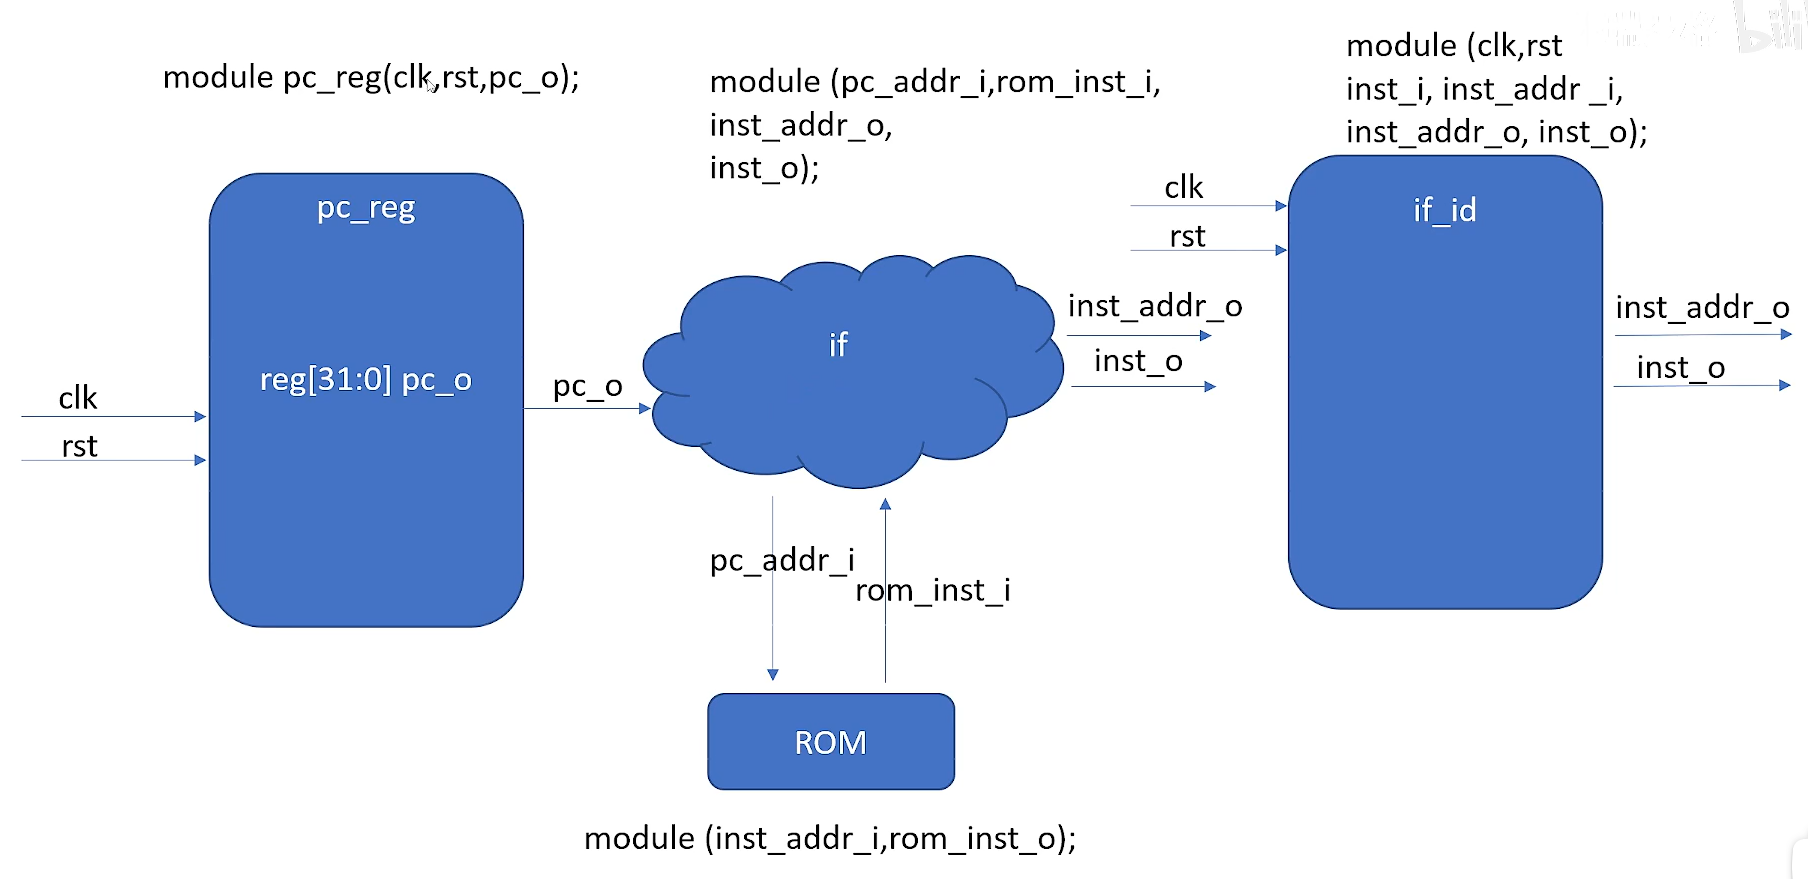 module pc_reg(clk,rst,pc_o);
module (pc_addr_i,rom_inst_i,
inst_addr_o,
inst_o);
module (clk,rst
inst_i, inst_addr _i,
inst_addr_o, inst_o);
pc_reg
reg[31:0] pc_o
clk
rst
pc_o
if
inst_addr_o
inst_o
clk
rst
if_id
inst_addr_o
inst_o
pc_addr_i
rom_inst_i
ROM
module (inst_addr_i,rom_inst_o);